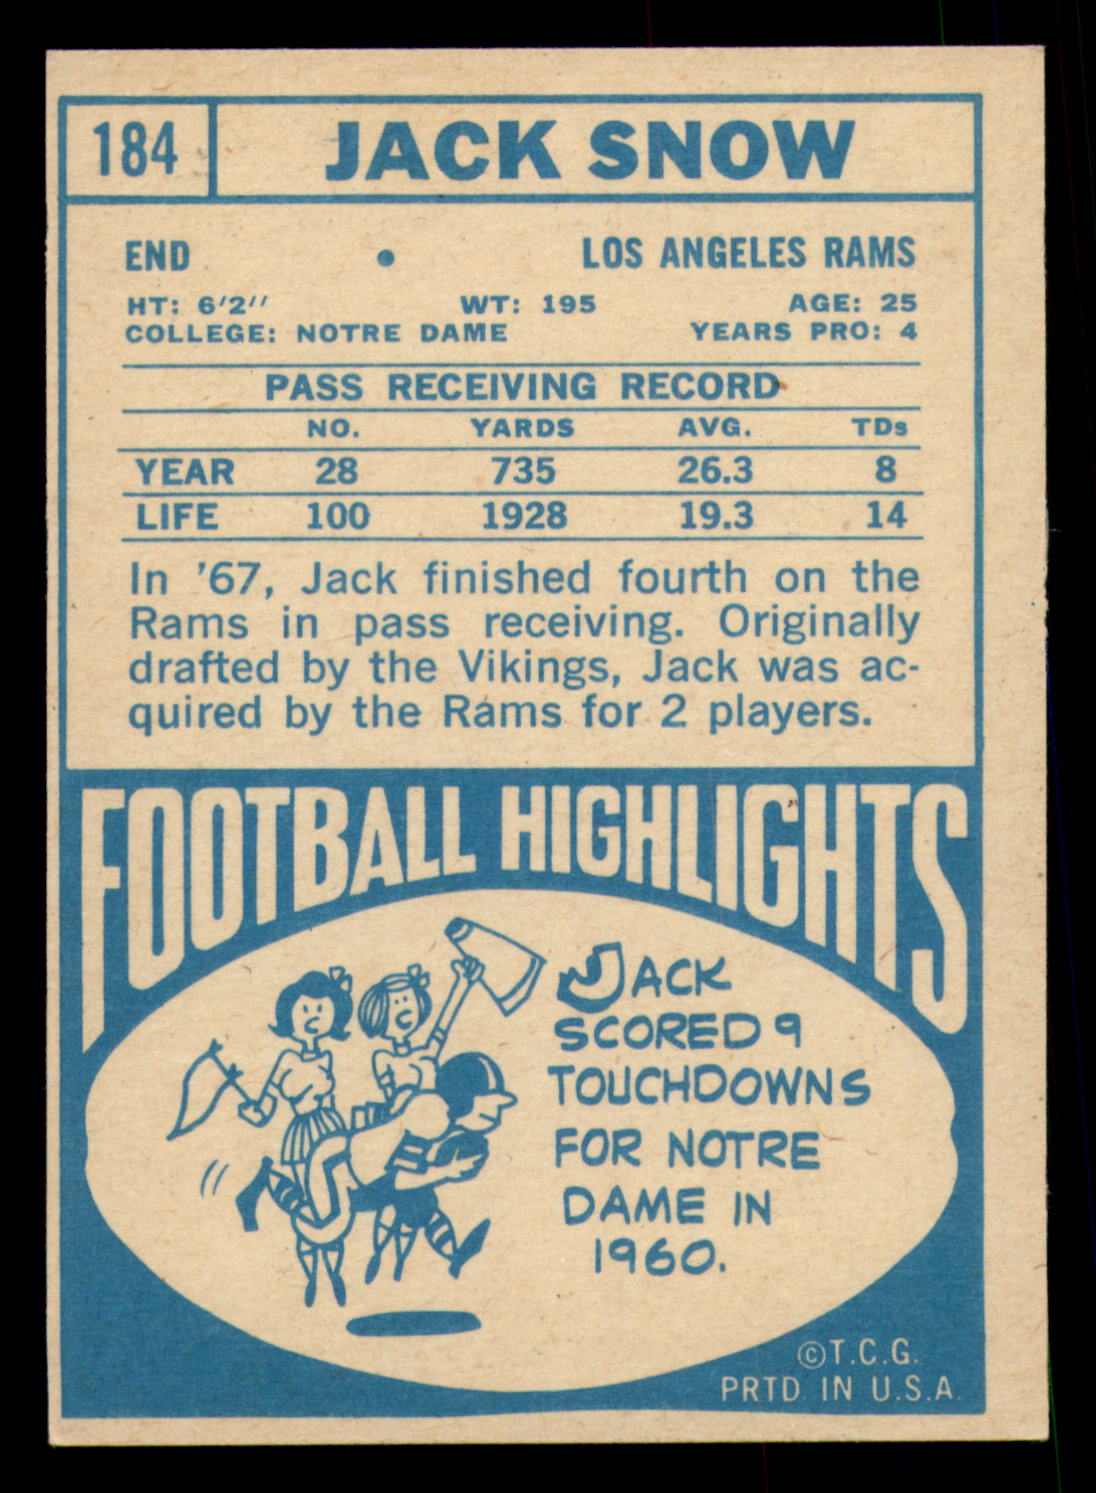 184 JACK SNOW
END • LOS ANGELES RAMS
HT: 6'2'' WT: 195 AGE: 25
COLLEGE: NOTRE DAME YEARS PRO: 4
PASS RECEIVING RECORD
NO. YARDS AVG. TDs
YEAR 28 735 26.3 8
LIFE 100 1928 19.3 14
In '67, Jack finished fourth on the
Rams in pass receiving. Originally
drafted by the Vikings, Jack was ac-
quired by the Rams for 2 players.
FOOTBALL HIGHLIGHTS
JACK
SCORED 9
TOUCHDOWNS
FOR NOTRE
DAME IN
1960.
©T.C.G.
PRTD. IN U.S.A.